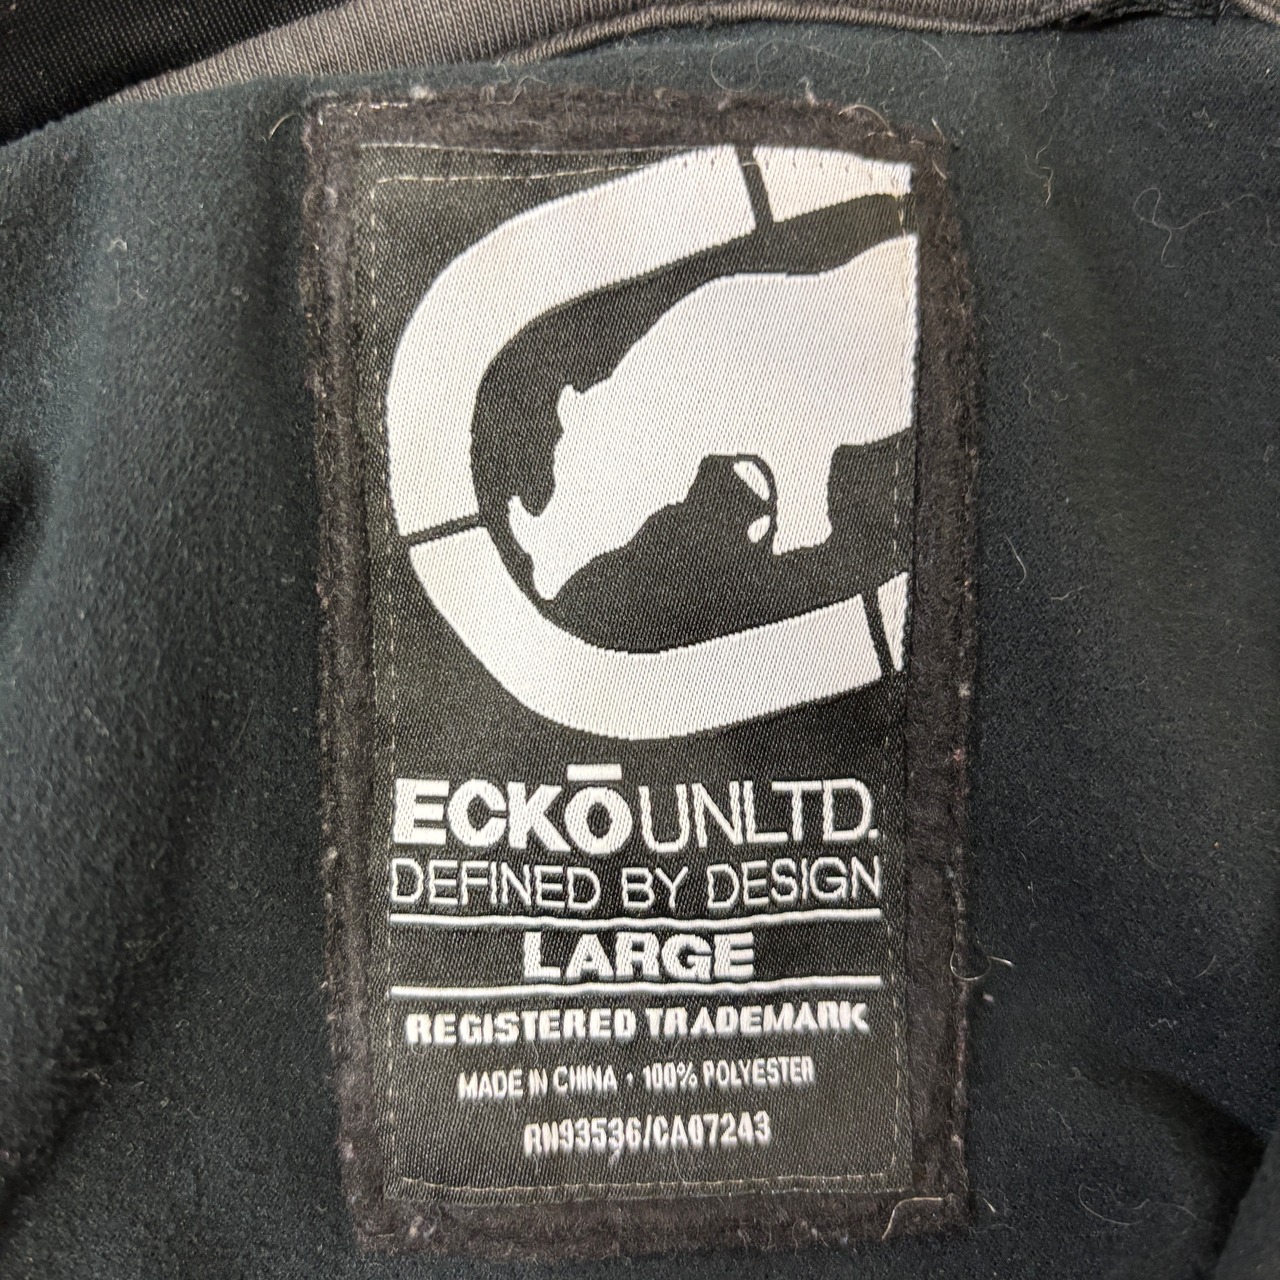 ECKŌ UNLTD.
DEFINED BY DESIGN
LARGE
REGISTERED TRADEMARK
MADE IN CHINA • 100% POLYESTER
RN93536/CA07243